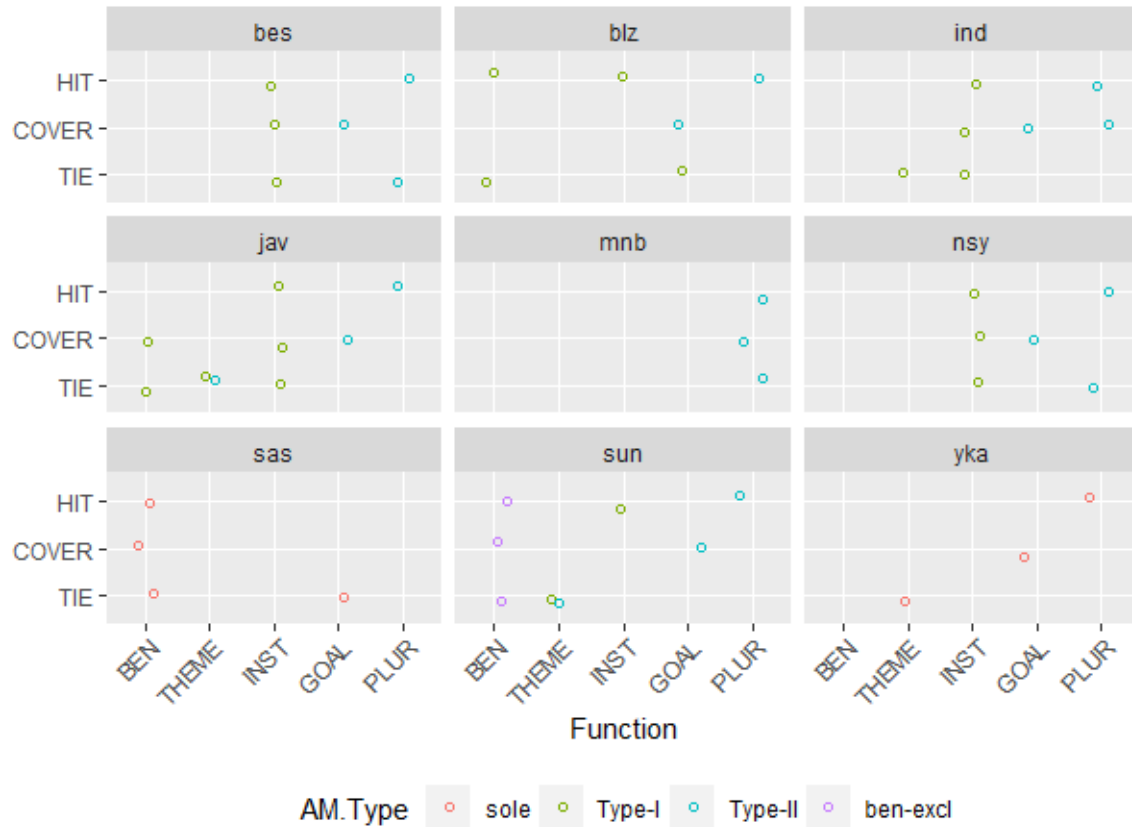 bes blz ind
HIT
COVER
TIE
jav mnb nsy
HIT
COVER
TIE
sas sun yka
HIT
COVER
TIE
BEN THEME INST GOAL PLUR BEN THEME INST GOAL PLUR BEN THEME INST GOAL PLUR
Function
AM.Type sole Type-I Type-II ben-excl